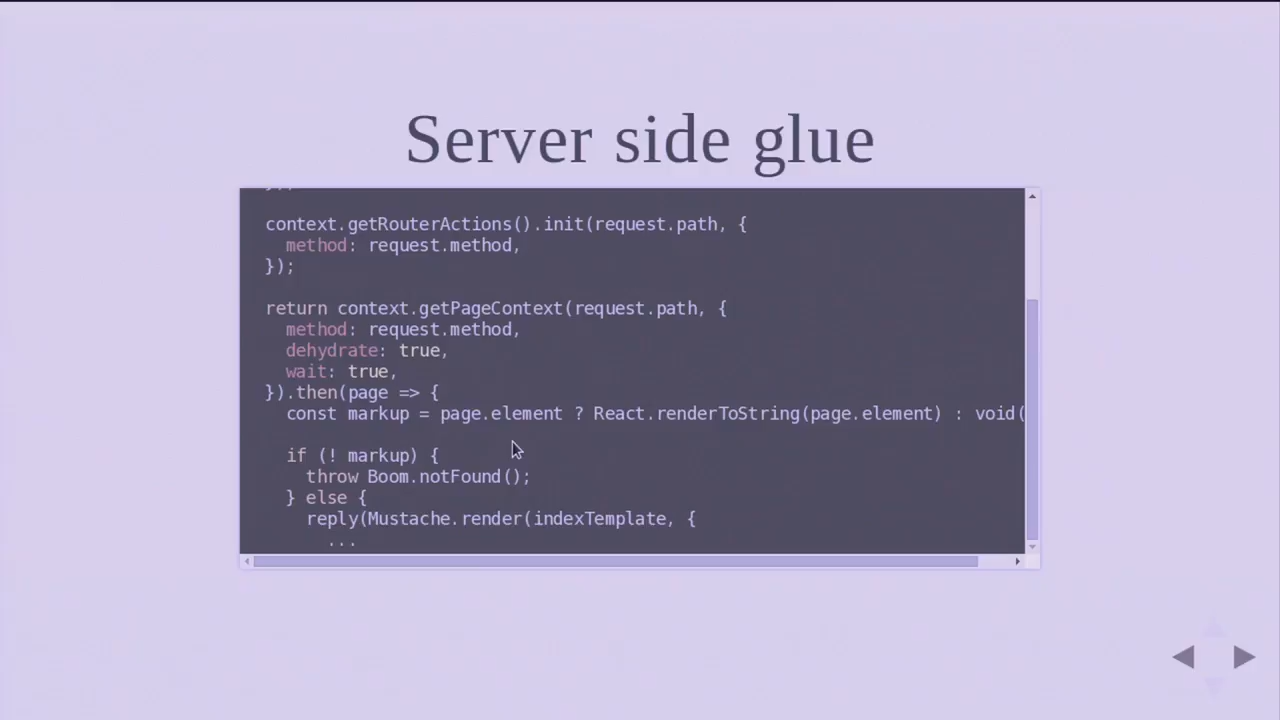 Server side glue
context.getRouterActions().init(request.path, {
method: request.method,
});
return context.getPageContext(request.path, {
method: request.method,
dehydrate: true,
wait: true,
}).then(page => {
const markup = page.element ? React.renderToString(page.element) : void(
if (! markup) {
throw Boom.notFound();
} else {
reply(Mustache.render(indexTemplate, {
...